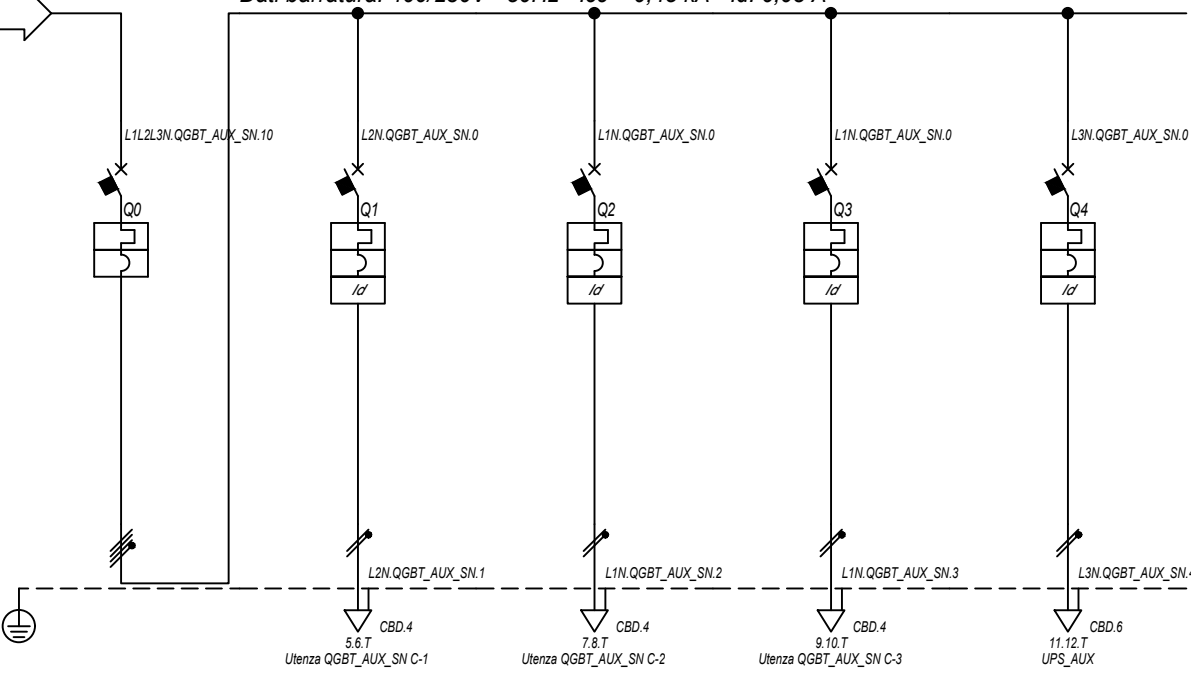 L1L2L3N.QGBT_AUX_SN.10
L2N.QGBT_AUX_SN.0
L1N.QGBT_AUX_SN.0
L1N.QGBT_AUX_SN.0
L3N.QGBT_AUX_SN.0
Q0
Q1
Q2
Q3
Q4
Id
Id
Id
Id
L2N.QGBT_AUX_SN.1
L1N.QGBT_AUX_SN.2
L1N.QGBT_AUX_SN.3
L3N.QGBT_AUX_SN.
CBD.4
CBD.4
CBD.4
CBD.6
5.6.T
7.8.T
9.10.T
11.12.T
Utenza QGBT_AUX_SN C-1
Utenza QGBT_AUX_SN C-2
Utenza QGBT_AUX_SN C-3
UPS_AUX